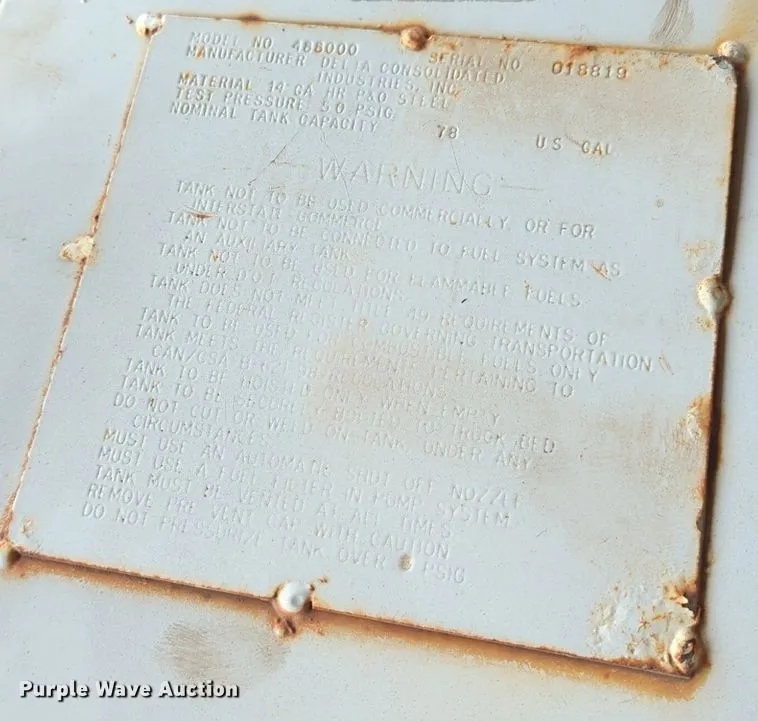 MODEL NO. 488000 SERIAL NO. 018819
MANUFACTURER DELTA CONSOLIDATED
INDUSTRIES, INC.
MATERIAL 14 GA HR P&O STEEL
TEST PRESSURE 5.0 PSIG
NOMINAL TANK CAPACITY 78 US GAL
WARNING
TANK NOT TO BE USED COMMERCIALLY OR FOR
INTERSTATE COMMERCE
TANK NOT TO BE CONNECTED TO FUEL SYSTEM AS
AN AUXILIARY TANK
TANK NOT TO BE USED FOR FLAMMABLE FUELS
UNDER D.O.T. REGULATIONS
TANK DOES NOT MEET TITLE 49 REQUIREMENTS OF
THE FEDERAL REGISTER GOVERNING TRANSPORTATION
TANK TO BE USED FOR COMBUSTIBLE FUELS ONLY
TANK MEETS THE REQUIREMENTS PERTAINING TO
CAN/CSA REGULATIONS
TANK TO BE HOISTED ONLY WHEN EMPTY
TANK TO BE SECURELY BOLTED TO TRUCK BED
DO NOT CUT OR WELD ON TANK UNDER ANY
CIRCUMSTANCES
MUST USE AN AUTOMATIC SHUT OFF NOZZLE
MUST USE A FUEL FILTER IN PUMP SYSTEM
TANK MUST BE VENTED AT ALL TIMES
REMOVE PRE VENT CAP WITH CAUTION
DO NOT PRESSURIZE TANK OVER PSIG
Purple Wave Auction